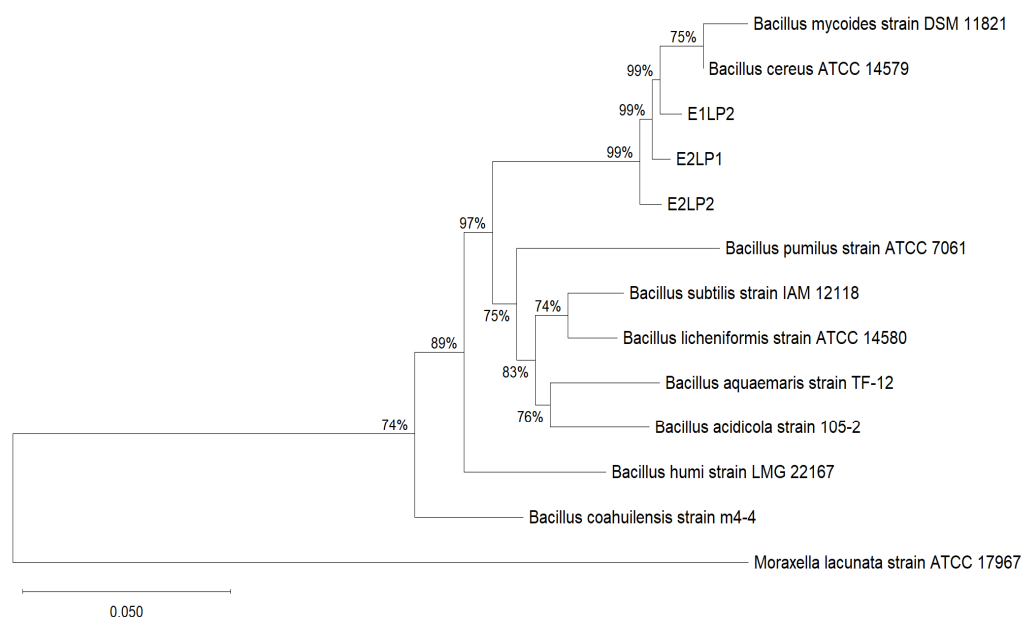 Bacillus mycoides strain DSM 11821
75%
Bacillus cereus ATCC 14579
99%
E1LP2
99%
E2LP1
99%
E2LP2
97%
Bacillus pumilus strain ATCC 7061
Bacillus subtilis strain IAM 12118
74%
75%
Bacillus licheniformis strain ATCC 14580
89%
83%
Bacillus aquaemaris strain TF-12
76%
Bacillus acidicola strain 105-2
74%
Bacillus humi strain LMG 22167
Bacillus coahuilensis strain m4-4
Moraxella lacunata strain ATCC 17967
0.050